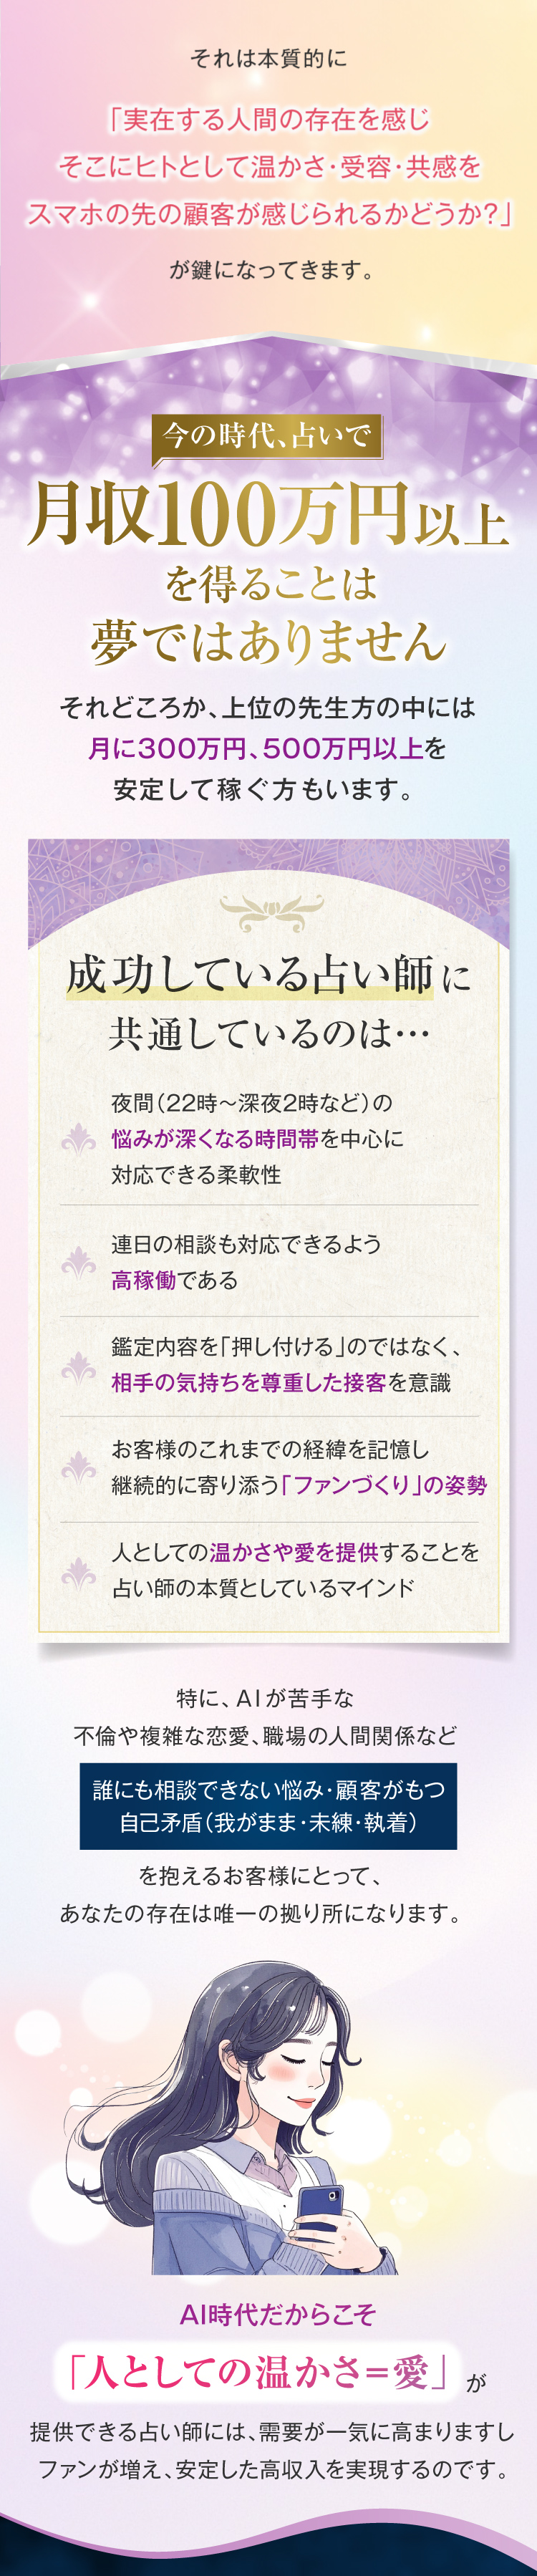 それは本質的に
「実在する人間の存在を感じ
そこにヒトとして温かさ・受容・共感を
スマホの先の顧客が感じられるかどうか?」
が鍵になってきます。
今の時代、占いで
月収100万円以上
を得ることは
夢ではありません
それどころか、上位の先生方の中には
月に300万円、500万円以上を
安定して稼ぐ方もいます。
成功している占い師に
共通しているのは…
夜間（22時〜深夜2時など）の
悩みが深くなる時間帯を中心に
対応できる柔軟性
連日の相談も対応できるよう
高稼働である
鑑定内容を「押し付ける」のではなく、
相手の気持ちを尊重した接客を意識
お客様のこれまでの経緯を記憶し
継続的に寄り添う「ファンづくり」の姿勢
人としての温かさや愛を提供することを
占い師の本質としているマインド
特に、AIが苦手な
不倫や複雑な恋愛、職場の人間関係など
誰にも相談できない悩み・顧客がもつ
自己矛盾（我がまま・未練・執着）
を抱えるお客様にとって、
あなたの存在は唯一の拠り所になります。
AI時代だからこそ
「人としての温かさ=愛」が
提供できる占い師には、需要が一気に高まりますし
ファンが増え、安定した高収入を実現するのです。